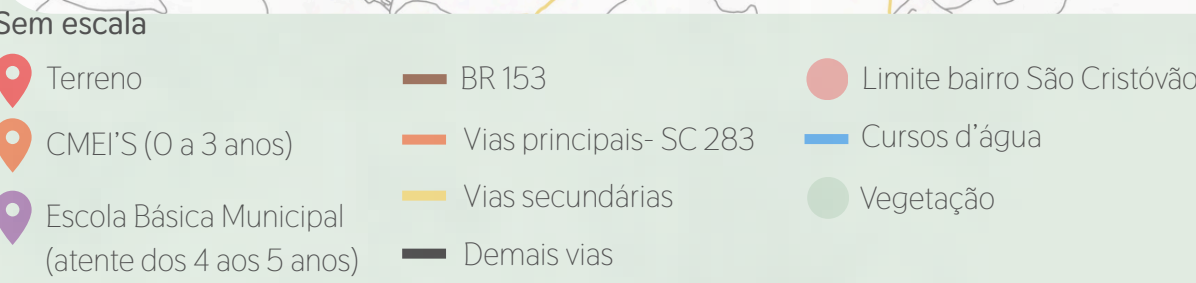 Sem escala
Terreno
CMEI'S (0 a 3 anos)
Escola Básica Municipal
(atente dos 4 aos 5 anos)
BR 153
Vias principais- SC 283
Vias secundárias
Demais vias
Limite bairro São Cristóvão
Cursos d'água
Vegetação